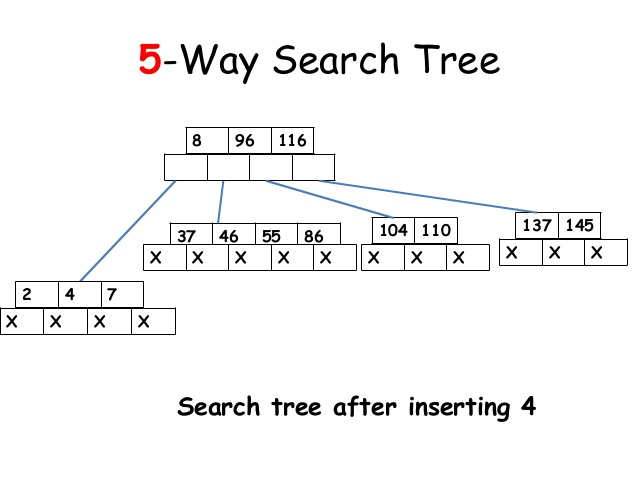 5-Way Search Tree
8 96 116
37 46 55 86
X X X X X
104 110
X X X
137 145
X X X
2 4 7
X X X X
Search tree after inserting 4